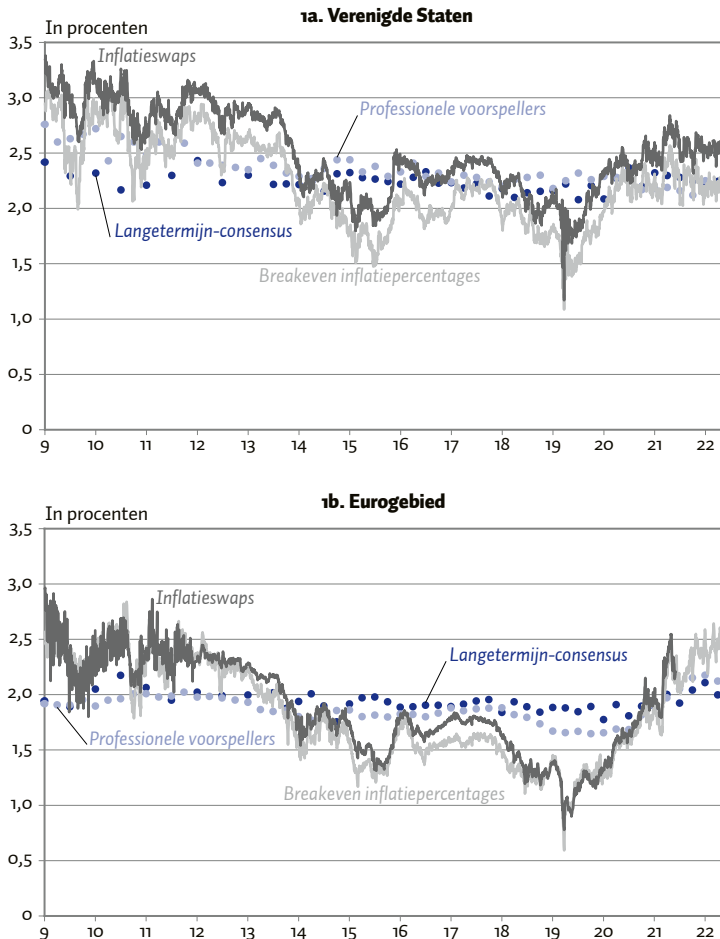 1a. Verenigde Staten
In procenten
3,5
Inflatieswaps
3,0
Professionele voorspellers
2,5
2,0
Langetermijn-consensus
Breakeven inflatiepercentages
1,5
1,0
0,5
0
9 10 11 12 13 14 15 16 17 18 19 20 21 22
1b. Eurogebied
In procenten
3,5
3,0
Inflatieswaps
2,5
Langetermijn-consensus
2,0
Professionele voorspellers
1,5
Breakeven inflatiepercentages
1,0
0,5
0
9 10 11 12 13 14 15 16 17 18 19 20 21 22